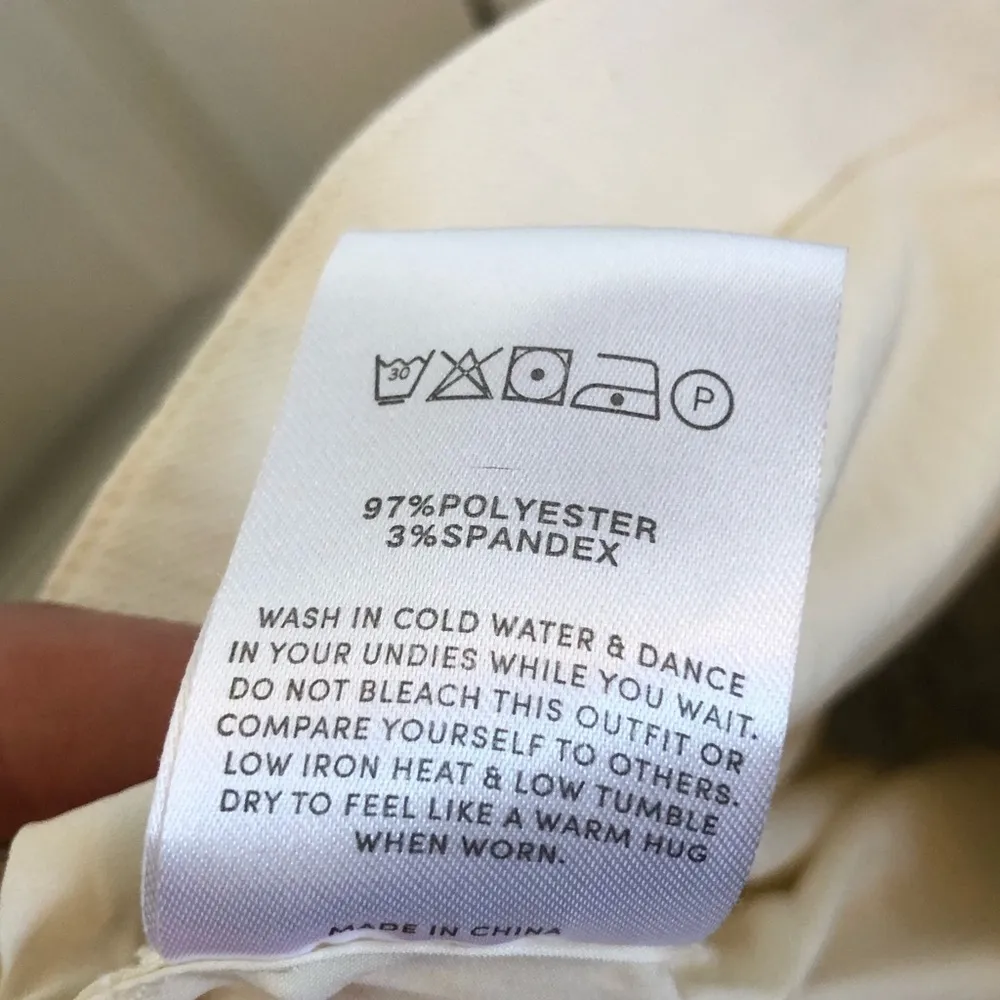 30 P
97%POLYESTER
3%SPANDEX
WASH IN COLD WATER & DANCE
IN YOUR UNDIES WHILE YOU WAIT.
DO NOT BLEACH THIS OUTFIT OR
COMPARE YOURSELF TO OTHERS.
LOW IRON HEAT & LOW TUMBLE
DRY TO FEEL LIKE A WARM HUG
WHEN WORN.
MADE IN CHINA